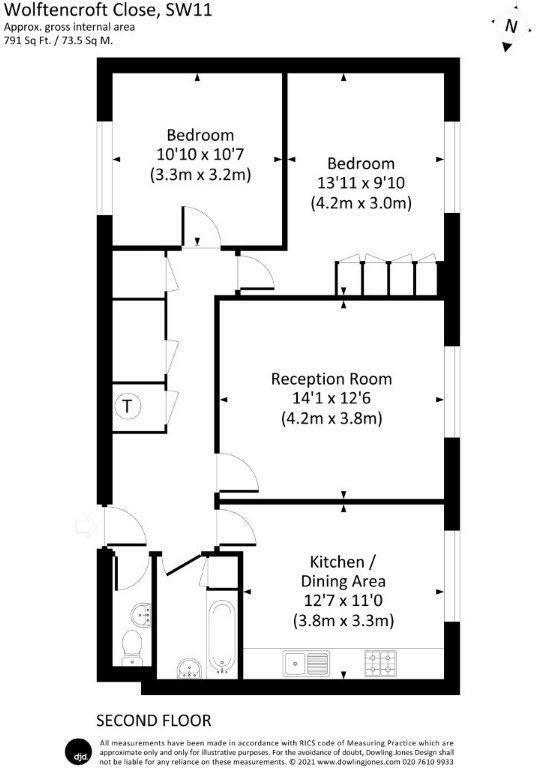 Wolftencroft Close, SW11
Approx. gross internal area
791 Sq Ft. / 73.5 Sq M.
N
Bedroom
10'10 x 10'7
(3.3m x 3.2m)
Bedroom
13'11 x 9'10
(4.2m x 3.0m)
Reception Room
14'1 x 12'6
(4.2m x 3.8m)
T
Kitchen /
Dining Area
12'7 x 11'0
(3.8m x 3.3m)
SECOND FLOOR
djd.
All measurements have been made in accordance with RICS code of Measuring Practice which are
approximate only and only for illustrative purposes. For the avoidance of doubt, Dowling Jones Design shall
not be liable for any reliance on these measurements. © 2021 www.dowlingjones.com 020 7610 9933